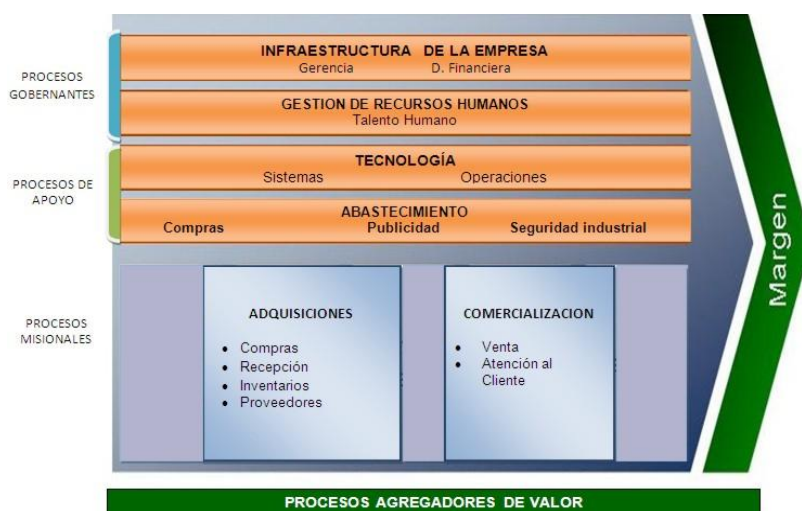 PROCESOS
GOBERNANTES
INFRAESTRUCTURA DE LA EMPRESA
Gerencia D. Financiera
GESTION DE RECURSOS HUMANOS
Talento Humano
PROCESOS DE
APOYO
TECNOLOGÍA
Sistemas Operaciones
ABASTECIMIENTO
Compras Publicidad Seguridad industrial
PROCESOS
MISIONALES
ADQUISICIONES
• Compras
• Recepción
• Inventarios
• Proveedores
COMERCIALIZACION
• Venta
• Atención al
Cliente
Margen
PROCESOS AGREGADORES DE VALOR